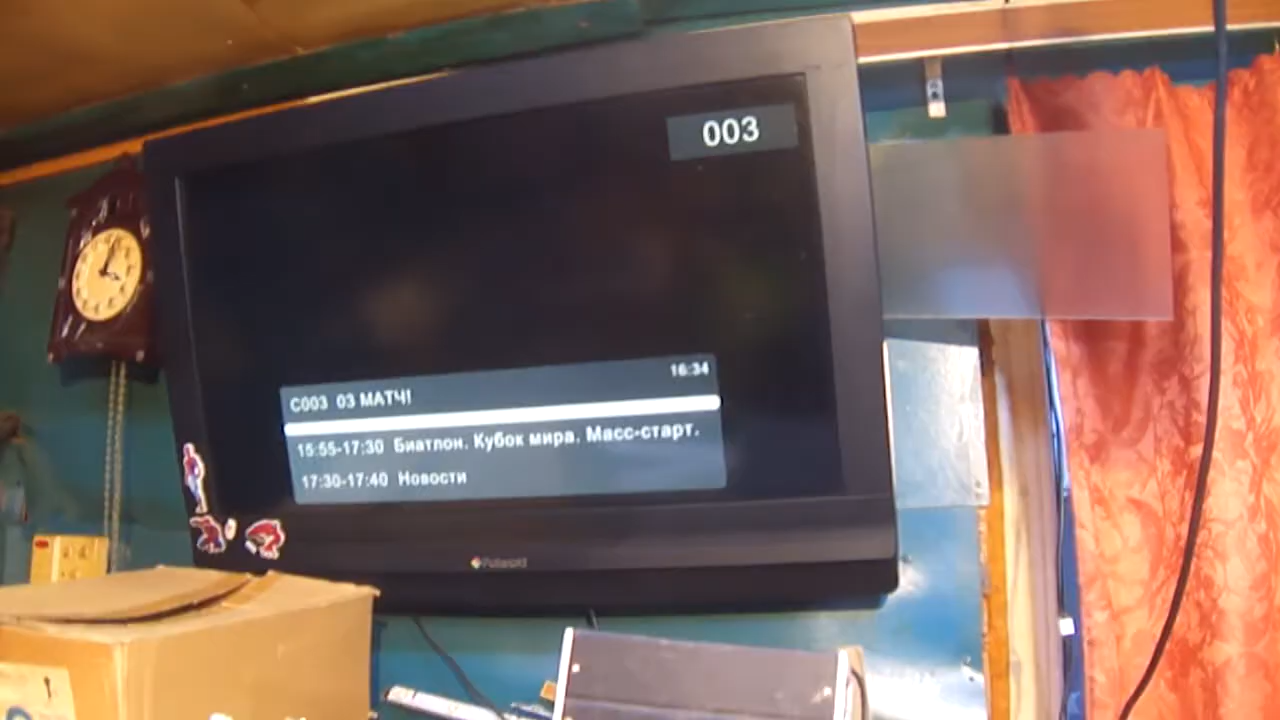 003
16:34
C003 03 МАТЧ!
15:55-17:30 Биатлон. Кубок мира. Масс-старт.
17:30-17:40 Новости
Polaroid